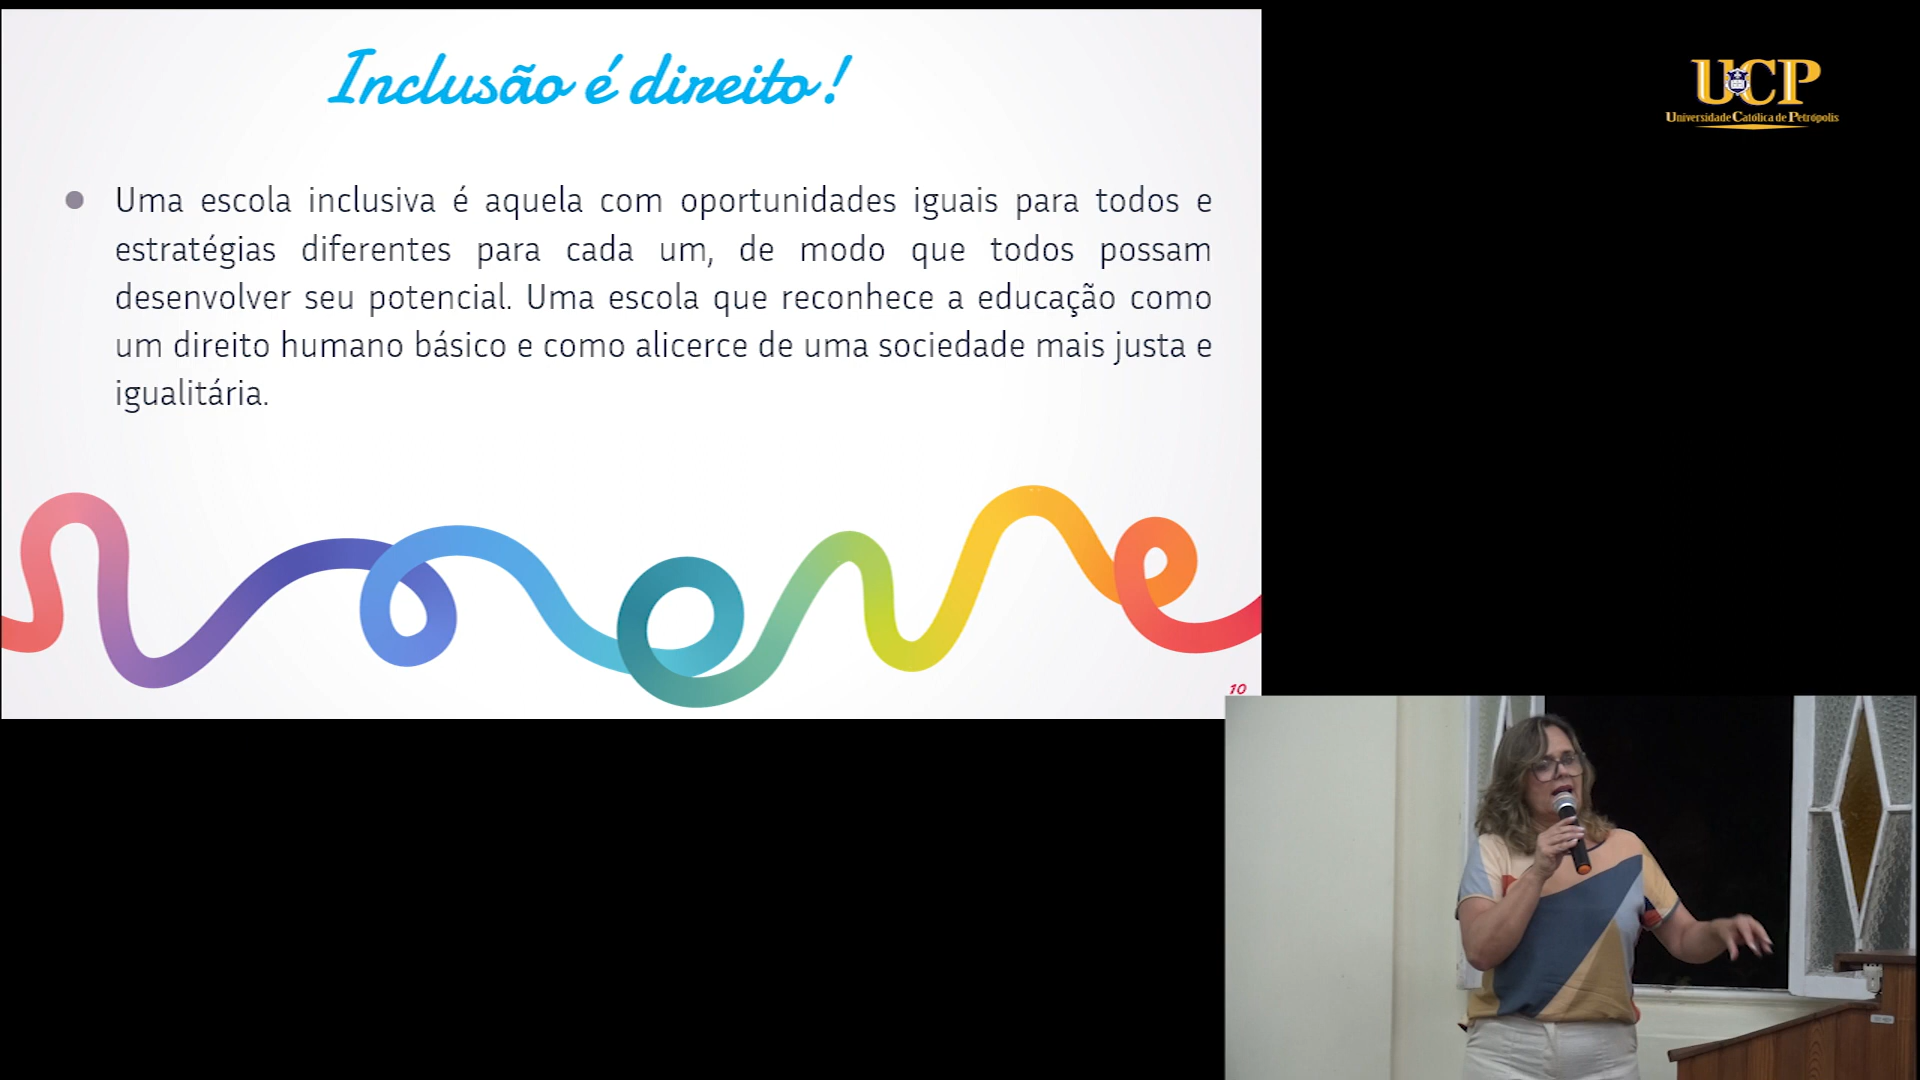 Inclusão é direito!
Uma escola inclusiva é aquela com oportunidades iguais para todos e
estratégias diferentes para cada um, de modo que todos possam
desenvolver seu potencial. Uma escola que reconhece a educação como
um direito humano básico e como alicerce de uma sociedade mais justa e
igualitária.
10
UCP
Universidade Católica de Petrópolis